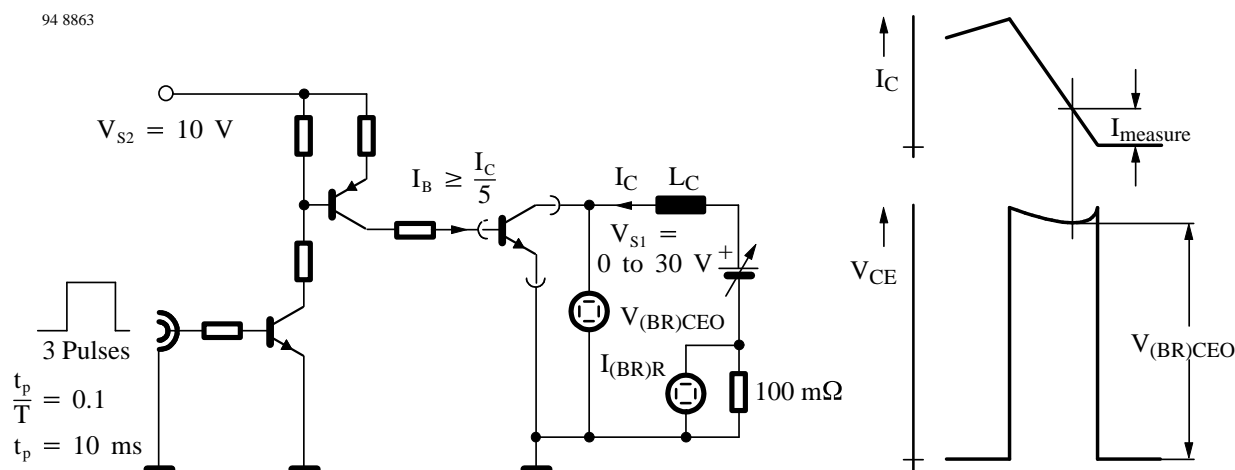 94 8863
V_S2 = 10 V
I_B ≥ I_C/5
I_C
L_C
V_S1 =
0 to 30 V
+
V_(BR)CEO
I_(BR)R
100 mΩ
3 Pulses
t_p/T = 0.1
t_p = 10 ms
I_C
I_measure
V_CE
V_(BR)CEO